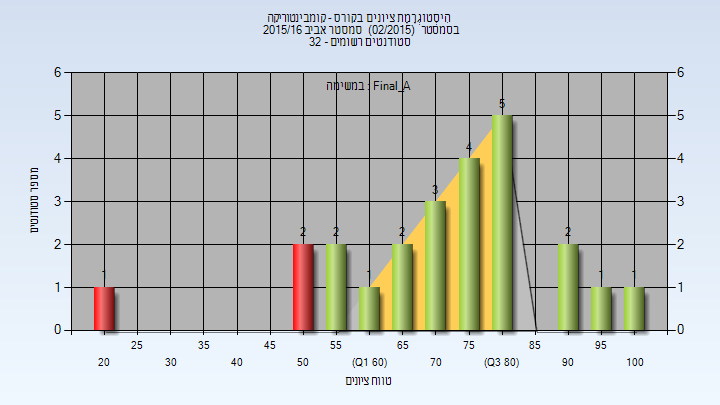 היסטוגרמת ציונים בקורס - קומבינטוריקה
בסמסטר (02/2015) סמסטר אביב 2015/16
סטודנטים רשומים - 32
במשימה : Final_A
מספר סטודנטים
6 6
5 5
4 4
3 3
2 2
1 1
0 0
1 2 2 1 2 3 4 5 2 1 1
25 35 45 55 65 75 85 95
20 30 40 50 (Q1 60) 70 (Q3 80) 90 100
טווח ציונים